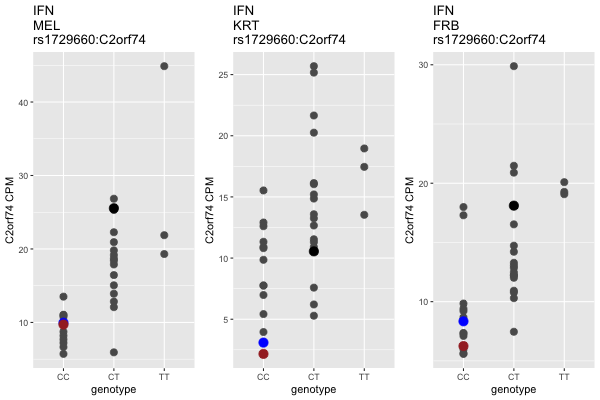 IFN
MEL
rs1729660:C2orf74
C2orf74 CPM
40
30
20
10
CC
CT
TT
genotype
IFN
KRT
rs1729660:C2orf74
C2orf74 CPM
25
20
15
10
5
CC
CT
TT
genotype
IFN
FRB
rs1729660:C2orf74
C2orf74 CPM
30
20
10
CC
CT
TT
genotype